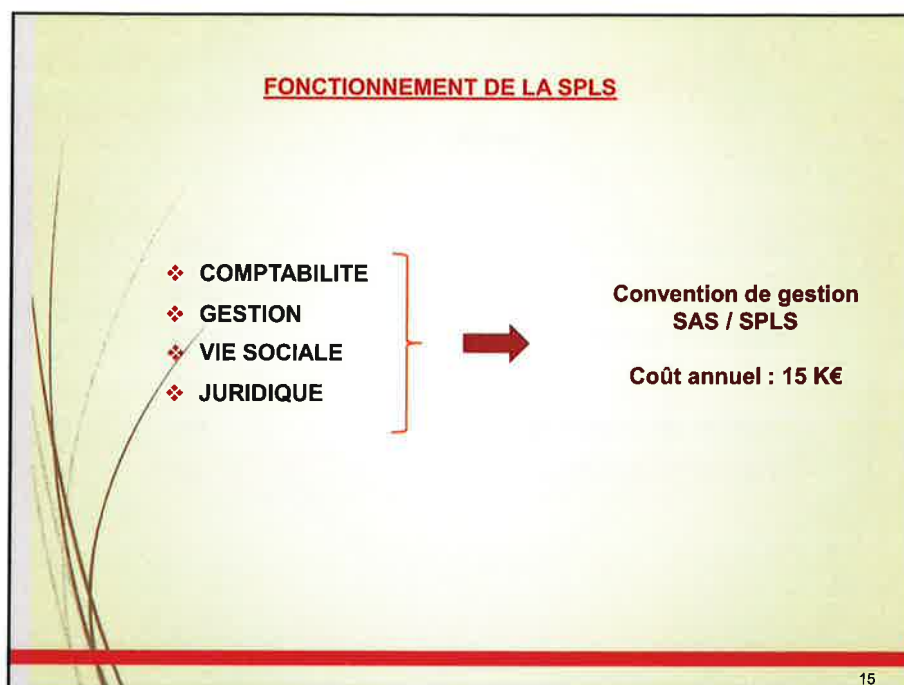 FONCTIONNEMENT DE LA SPLS
COMPTABILITE
GESTION
VIE SOCIALE
JURIDIQUE
Convention de gestion
SAS / SPLS
Coût annuel : 15 K€
15